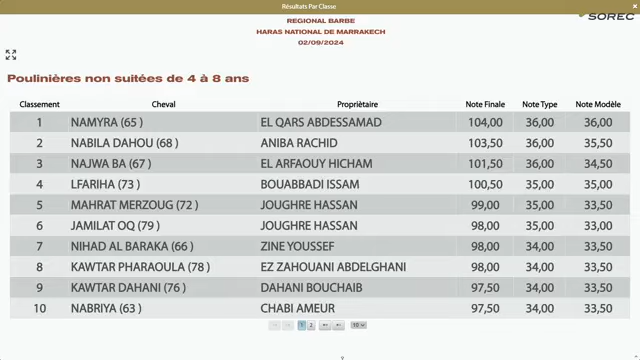 Résultats Par Classe
SOREC
REGIONAL BARBE
HARAS NATIONAL DE MARRAKECH
02/09/2024
Poulinières non suitées de 4 à 8 ans
Classement Cheval Propriètaire Note Finale Note Type Note Modèle
1 NAMYRA (65 ) EL QARS ABDESSAMAD 104,00 36,00 36,00
2 NABILA DAHOU (68 ) ANIBA RACHID 103,50 36,00 35,50
3 NAJWA BA (67 ) EL ARFAOUY HICHAM 101,50 36,00 34,50
4 LFARIHA (73 ) BOUABBADI ISSAM 100,50 35,00 35,00
5 MAHRAT MERZOUG (72 ) JOUGHRE HASSAN 99,00 35,00 33,50
6 JAMILAT OQ (79 ) JOUGHRE HASSAN 98,00 35,00 33,00
7 NIHAD AL BARAKA (66 ) ZINE YOUSSEF 98,00 34,00 33,50
8 KAWTAR PHARAOULA (78 ) EZ ZAHOUANI ABDELGHANI 98,00 34,00 33,50
9 KAWTAR DAHANI (76 ) DAHANI BOUCHAIB 97,50 34,00 33,50
10 NABRIYA (63 ) CHABI AMEUR 97,50 34,00 33,50
1 2 10